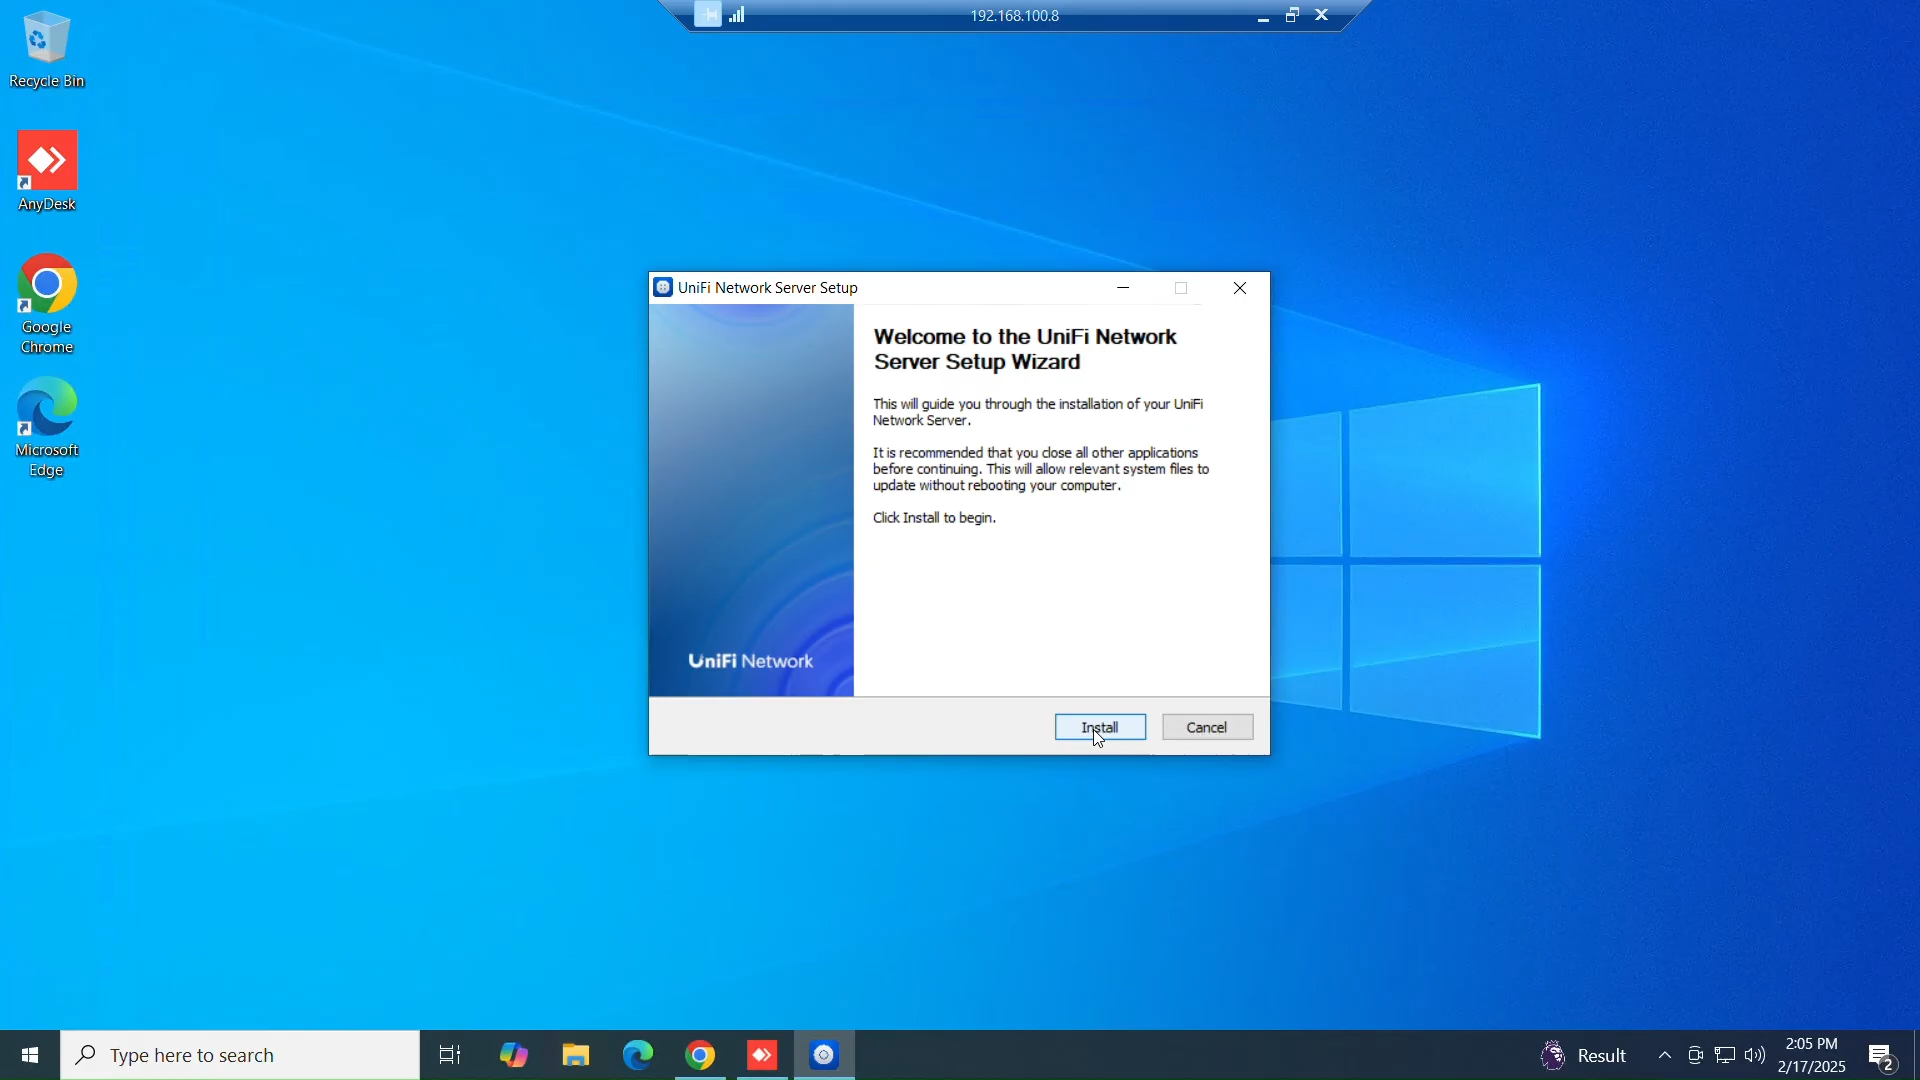 192.168.100.8
Recycle Bin
AnyDesk
Google
Chrome
Microsoft
Edge
UniFi Network Server Setup
Welcome to the UniFi Network
Server Setup Wizard
This will guide you through the installation of your UniFi
Network Server.
It is recommended that you close all other applications
before continuing. This will allow relevant system files to
update without rebooting your computer.
Click Install to begin.
UniFi Network
Install
Cancel
Type here to search
Result
2:05 PM
2/17/2025
2